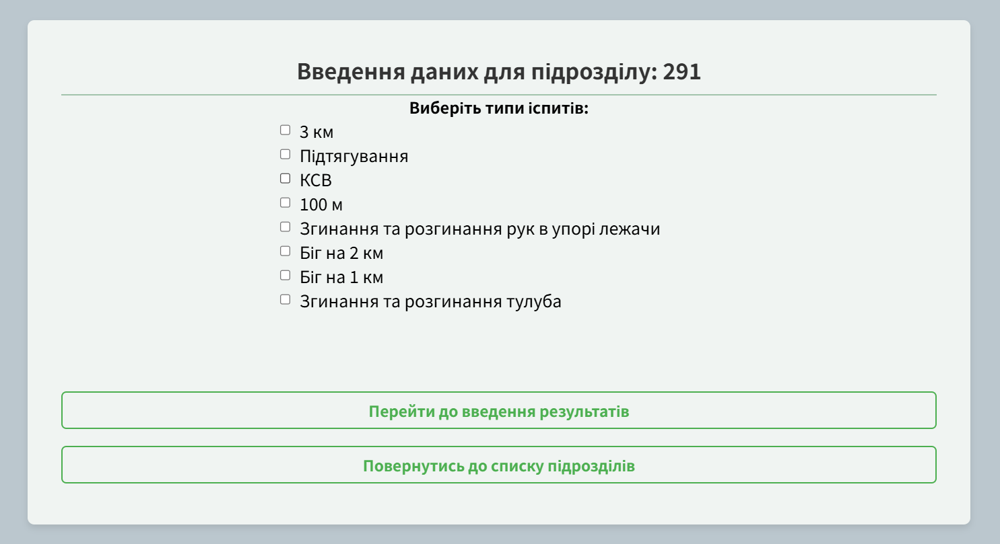 Введення даних для підрозділу: 291
Виберіть типи іспитів:
3 км
Підтягування
КСВ
100 м
Згинання та розгинання рук в упорі лежачи
Біг на 2 км
Біг на 1 км
Згинання та розгинання тулуба
Перейти до введення результатів
Повернутись до списку підрозділів